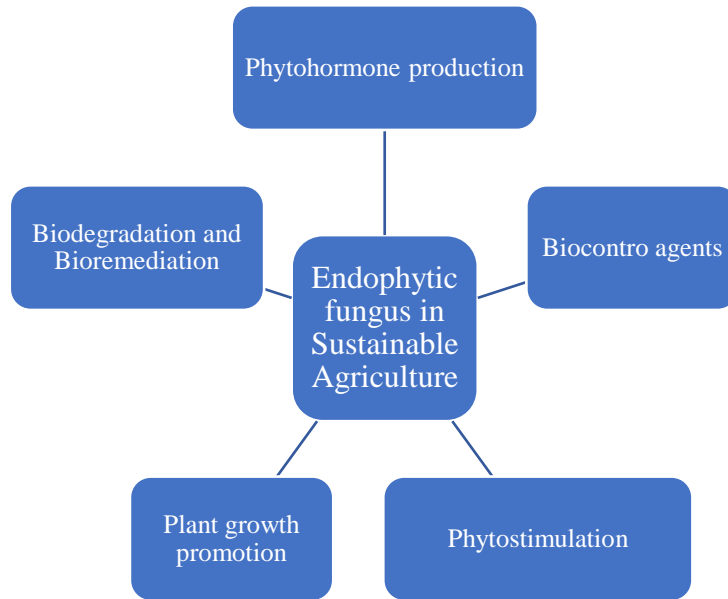 Phytohormone production
Biodegradation and
Bioremediation
Biocontro agents
Endophytic
fungus in
Sustainable
Agriculture
Plant growth
promotion
Phytostimulation